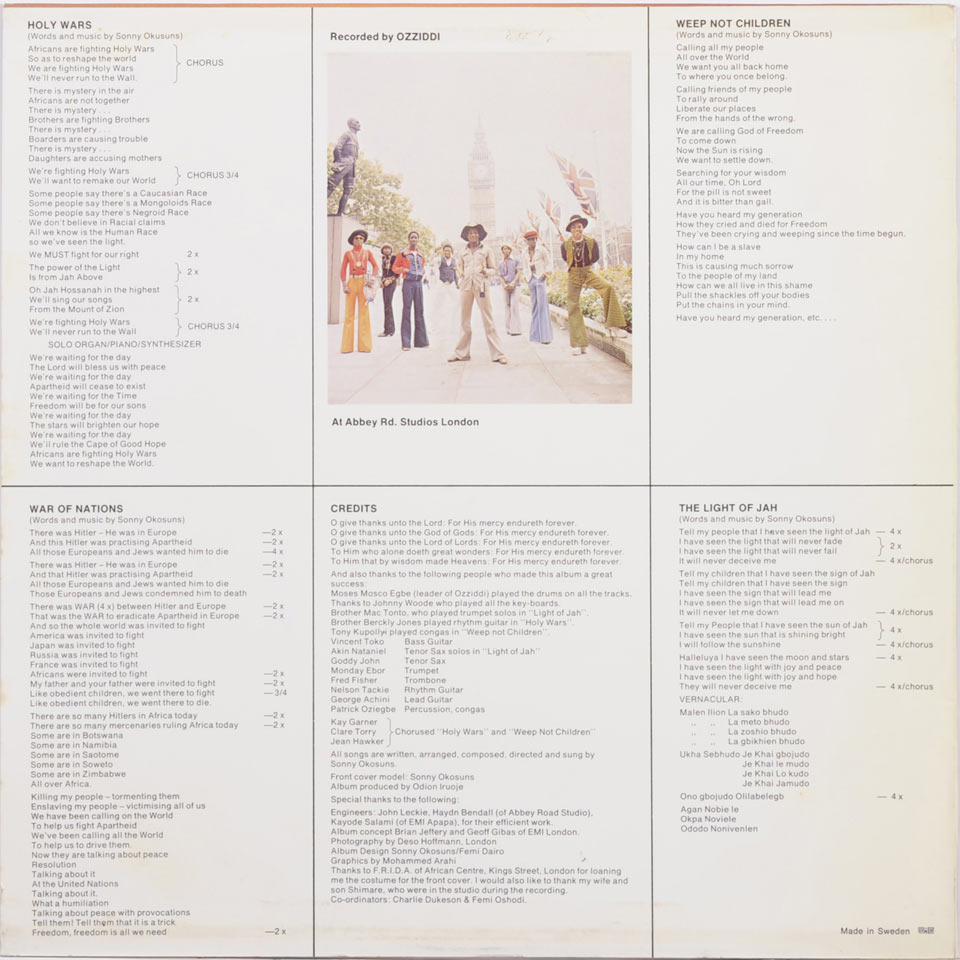 HOLY WARS
(Words and music by Sonny Okusuns)
Africans are fighting Holy Wars
So as to reshape the world
We are fighting Holy Wars
We'll never run to the Wall.
CHORUS
There is mystery in the air
Africans are not together
There is mystery . . .
Brothers are fighting Brothers
There is mystery . . .
Boarders are causing trouble
There is mystery . . .
Daughters are accusing mothers
We're fighting Holy Wars
We'll want to remake our World
CHORUS 3/4
Some people say there's a Caucasian Race
Some people say there's a Mongoloids Race
Some people say there's Negroid Race
We don't believe in Racial claims
All we know is the Human Race
so we've seen the light.
We MUST fight for our right 2 x
The power of the Light
Is from Jah Above
2 x
Oh Jah Hossanah in the highest
We'll sing our songs
From the Mount of Zion
2 x
We're fighting Holy Wars
We'll never run to the Wall
CHORUS 3/4
SOLO ORGAN/PIANO/SYNTHESIZER
We're waiting for the day
The Lord will bless us with peace
We're waiting for the day
Apartheid will cease to exist
We're waiting for the Time
Freedom will be for our sons
We're waiting for the day
The stars will brighten our hope
We're waiting for the day
We'll rule the Cape of Good Hope
Africans are fighting Holy Wars
We want to reshape the World.
Recorded by OZZIDDI
At Abbey Rd. Studios London
WEEP NOT CHILDREN
(Words and music by Sonny Okosuns)
Calling all my people
All over the World
We want you all back home
To where you once belong.
Calling friends of my people
To rally around
Liberate our places
From the hands of the wrong.
We are calling God of Freedom
To come down
Now the Sun is rising
We want to settle down.
Searching for your wisdom
All our time, Oh Lord
For the pill is not sweet
And it is bitter than gall.
Have you heard my generation
How they cried and died for Freedom
They've been crying and weeping since the time begun.
How can I be a slave
In my home
This is causing much sorrow
To the people of my land
How can we all live in this shame
Pull the shackles off your bodies
Put the chains in your mind.
Have you heard my generation, etc. . . .
WAR OF NATIONS
(Words and music by Sonny Okosuns)
There was Hitler – He was in Europe —2 x
And this Hitler was practising Apartheid —2 x
All those Europeans and Jews wanted him to die —4 x
There was Hitler – He was in Europe —2 x
And that Hitler was practising Apartheid —2 x
All those Europeans and Jews wanted him to die
Those Europeans and Jews condemned him to death
There was WAR (4 x) between Hitler and Europe —2 x
That was the WAR to eradicate Apartheid in Europe —2 x
And so the whole world was invited to fight
America was invited to fight
Japan was invited to fight
Russia was invited to fight
France was invited to fight
Africans were invited to fight —2 x
My father and your father were invited to fight —2 x
Like obedient children, we went there to fight —3/4
Like obedient children, we went there to die.
There are so many Hitlers in Africa today —2 x
There are so many mercenaries ruling Africa today —2 x
Some are in Botswana
Some are in Namibia
Some are in Saotome
Some are in Soweto
Some are in Zimbabwe
All over Africa.
Killing my people – tormenting them
Enslaving my people – victimising all of us
We have been calling on the World
To help us fight Apartheid
We've been calling all the World
To help us to drive them.
Now they are talking about peace
Resolution
Talking about it
At the United Nations
Talking about it.
What a humiliation
Talking about peace with provocations
Tell them! Tell them that it is a trick
Freedom, freedom is all we need —2 x
CREDITS
O give thanks unto the Lord: For His mercy endureth forever.
O give thanks unto the God of Gods: For His mercy endureth forever.
O give thanks unto the Lord of Lords: For His mercy endureth forever.
To Him who alone doeth great wonders: For His mercy endureth forever.
To Him that by wisdom made Heavens: For His mercy endureth forever.
And also thanks to the following people who made this album a great
success:
Moses Mosco Egbe (leader of Ozziddi) played the drums on all the tracks.
Thanks to Johnny Woode who played all the key-boards.
Brother Mac Tonto, who played trumpet solos in "Light of Jah".
Brother Berckly Jones played rhythm guitar in "Holy Wars".
Tony Kupollyi played congas in "Weep not Children".
Vincent Toko Bass Guitar
Akin Nataniel Tenor Sax solos in "Light of Jah"
Goddy John Tenor Sax
Monday Ebor Trumpet
Fred Fisher Trombone
Nelson Tackie Rhythm Guitar
George Achini Lead Guitar
Patrick Oziegbe Percussion, congas
Kay Garner
Clare Torry
Jean Hawker
Chorused "Holy Wars" and "Weep Not Children"
All songs are written, arranged, composed, directed and sung by
Sonny Okosuns.
Front cover model: Sonny Okosuns
Album produced by Odion Iruoje
Special thanks to the following:
Engineers: John Leckie, Haydn Bendall (of Abbey Road Studio),
Kayode Salami (of EMI Apapa), for their efficient work.
Album concept Brian Jeffery and Geoff Gibas of EMI London.
Photography by Deso Hoffmann, London
Album Design Sonny Okosuns/Femi Dairo
Graphics by Mohammed Arahi
Thanks to F.R.I.D.A. of African Centre, Kings Street, London for loaning
me the costume for the front cover. I would also like to thank my wife and
son Shimare, who were in the studio during the recording.
Co-ordinators: Charlie Dukeson & Femi Oshodi.
THE LIGHT OF JAH
(Words and music by Sonny Okosuns)
Tell my people that I have seen the light of Jah — 4 x
I have seen the light that will never fade
I have seen the light that will never fail
2 x
It will never deceive me — 4 x/chorus
Tell my children that I have seen the sign of Jah
Tell my children that I have seen the sign
I have seen the sign that will lead me
I have seen the sign that will lead me on
It will never let me down — 4 x/chorus
Tell my People that I have seen the sun of Jah
I have seen the sun that is shining bright
4 x
I will follow the sunshine — 4 x/chorus
Halleluya I have seen the moon and stars — 4 x
I have seen the light with joy and peace
I have seen the light with joy and hope
They will never deceive me — 4 x/chorus
VERNACULAR:
Malen Ilion La sako bhudo
,, ,, La meto bhudo
,, ,, La zoshio bhudo
,, ,, La gbikhien bhudo
Ukha Sebhudo Je Khai gbojudo
Je Khai le mudo
Je Khai Lo kudo
Je Khai Jamudo
Ono gbojudo Olilabelegb — 4 x
Agan Nobie le
Okpa Noviele
Ododo Nonivenlen
Made in Sweden